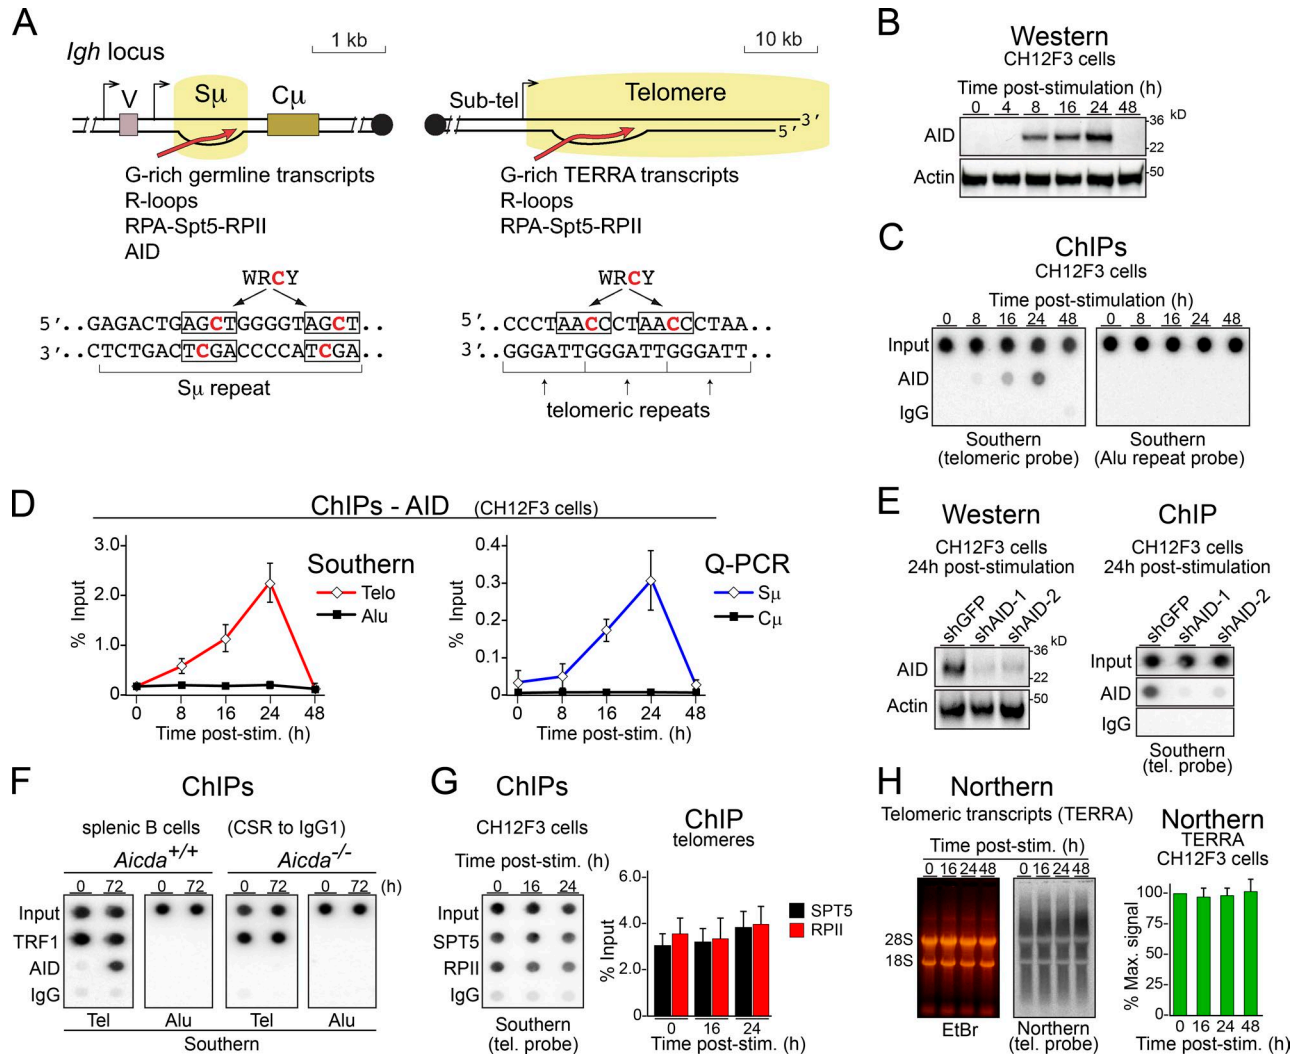 A
Igh locus
1 kb
10 kb
V
Sμ
Cμ
Sub-tel
Telomere
3′
5′
G-rich germline transcripts
R-loops
RPA-Spt5-RPII
AID
G-rich TERRA transcripts
R-loops
RPA-Spt5-RPII
WRCY
5′..GAGACTGAGCTGGGGTAGCT..
3′..CTCTGACTCGACCCCATCGA..
Sμ repeat
WRCY
5′..CCCTAACCCTAACCCTAA..
3′..GGGATTGGGATTGGGATT..
telomeric repeats
B
Western
CH12F3 cells
Time post-stimulation (h)
0 4 8 16 24 48
kD
36
AID
22
50
Actin
C
ChIPs
CH12F3 cells
Time post-stimulation (h)
0 8 16 24 48 0 8 16 24 48
Input
AID
IgG
Southern
(telomeric probe)
Southern
(Alu repeat probe)
D
ChIPs - AID (CH12F3 cells)
% Input
3.0
2.0
1.0
0
Southern
Telo
Alu
0 8 16 24 48
Time post-stim. (h)
% Input
0.4
0.3
0.2
0.1
0
Q-PCR
Sμ
Cμ
0 8 16 24 48
Time post-stim. (h)
E
Western
CH12F3 cells
24h post-stimulation
shGFP
shAID-1
shAID-2
kD
36
AID
22
50
Actin
ChIP
CH12F3 cells
24h post-stimulation
shGFP
shAID-1
shAID-2
Input
AID
IgG
Southern
(tel. probe)
F
ChIPs
splenic B cells (CSR to IgG1)
Aicda+/+ Aicda-/-
0 72 0 72 0 72 0 72 (h)
Input
TRF1
AID
IgG
Tel Alu Tel Alu
Southern
G
ChIPs
CH12F3 cells
Time post-stim. (h)
0 16 24
Input
SPT5
RPII
IgG
Southern
(tel. probe)
ChIP
telomeres
% Input
6.0
4.0
2.0
0
SPT5
RPII
0 16 24
Time post-stim. (h)
H
Northern
Telomeric transcripts (TERRA)
Time post-stim. (h)
0 16 24 48 0 16 24 48
28S
18S
EtBr
Northern
(tel. probe)
Northern
TERRA
CH12F3 cells
% Max. signal
100
50
0
0 16 24 48
Time post-stim. (h)